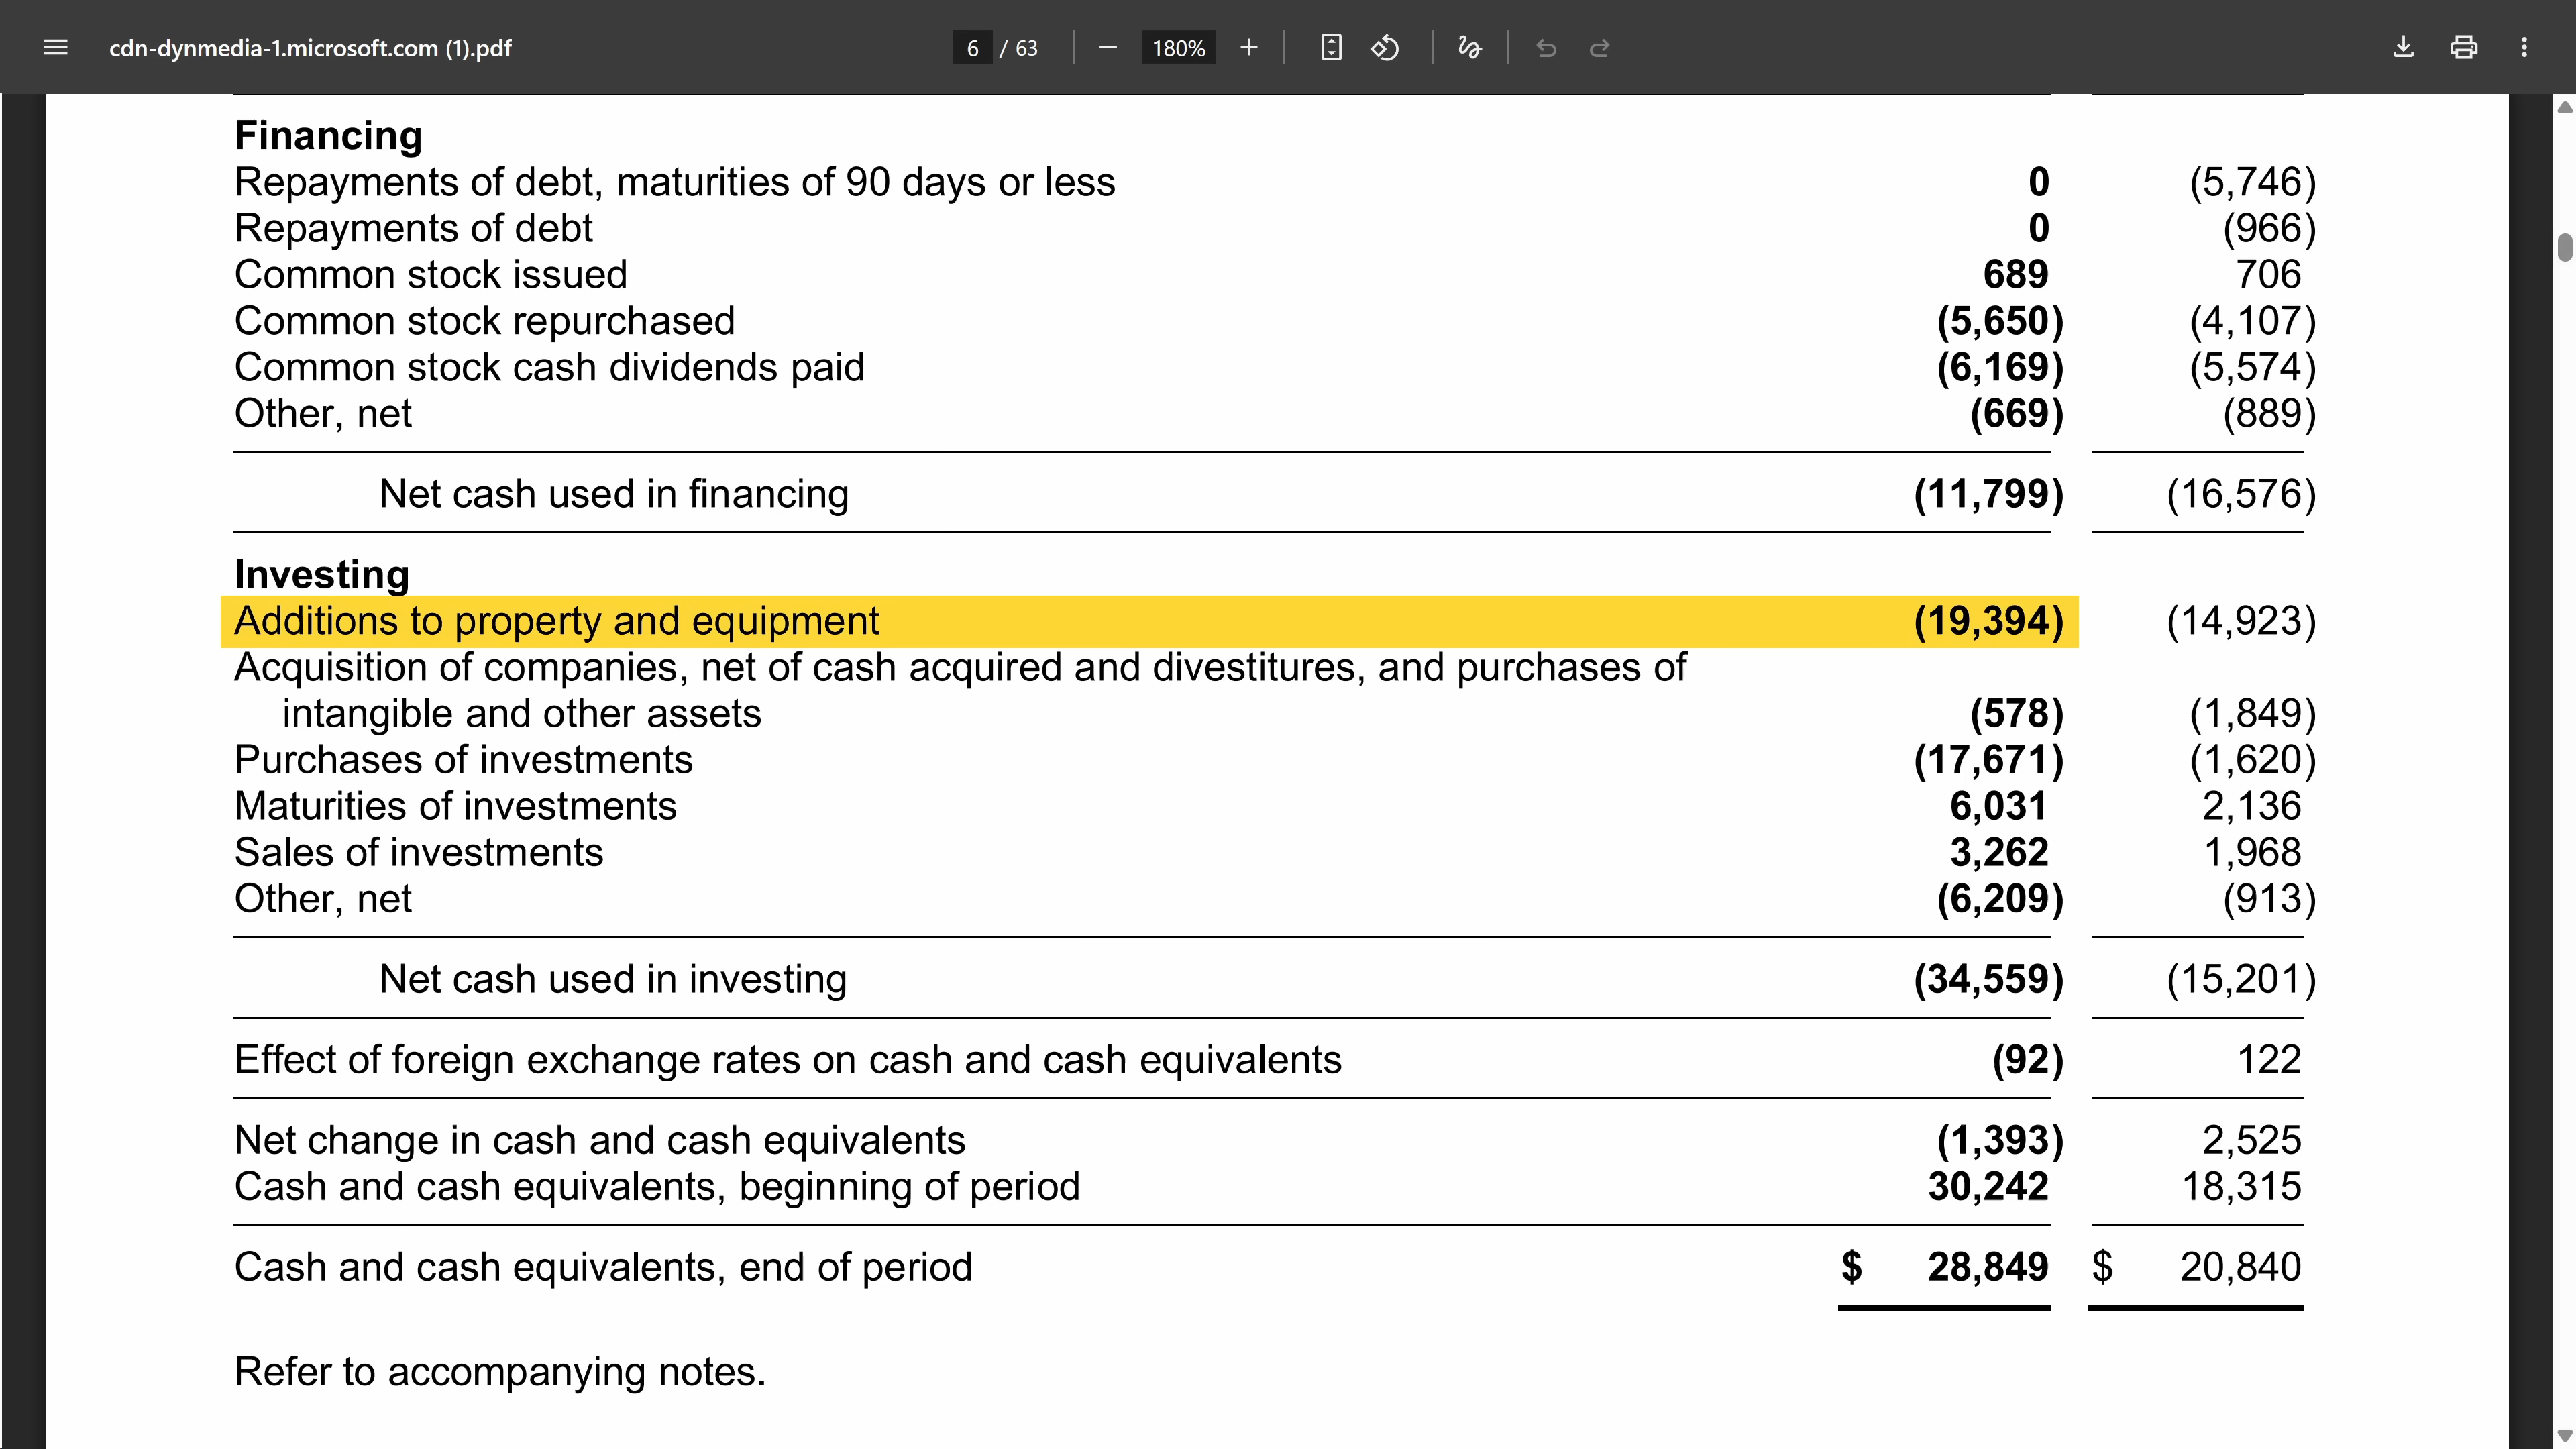 cdn-dynmedia-1.microsoft.com (1).pdf 6 / 63 180%
Financing
Repayments of debt, maturities of 90 days or less 0 (5,746)
Repayments of debt 0 (966)
Common stock issued 689 706
Common stock repurchased (5,650) (4,107)
Common stock cash dividends paid (6,169) (5,574)
Other, net (669) (889)
Net cash used in financing (11,799) (16,576)
Investing
Additions to property and equipment (19,394) (14,923)
Acquisition of companies, net of cash acquired and divestitures, and purchases of
intangible and other assets (578) (1,849)
Purchases of investments (17,671) (1,620)
Maturities of investments 6,031 2,136
Sales of investments 3,262 1,968
Other, net (6,209) (913)
Net cash used in investing (34,559) (15,201)
Effect of foreign exchange rates on cash and cash equivalents (92) 122
Net change in cash and cash equivalents (1,393) 2,525
Cash and cash equivalents, beginning of period 30,242 18,315
Cash and cash equivalents, end of period $ 28,849 $ 20,840
Refer to accompanying notes.